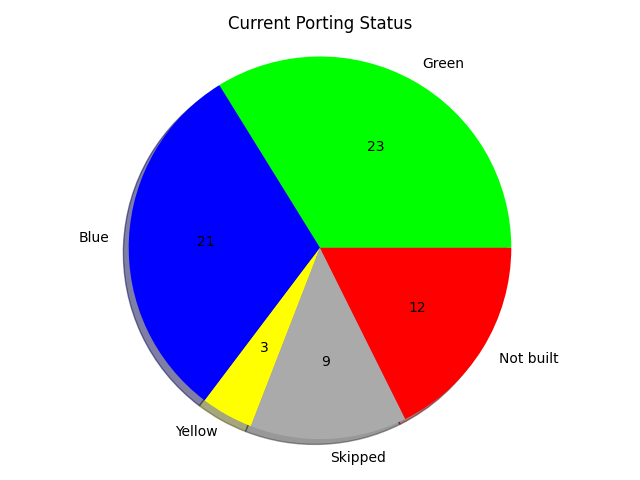 Current Porting Status
Green
23
Blue
21
12
3
9
Not built
Yellow
Skipped